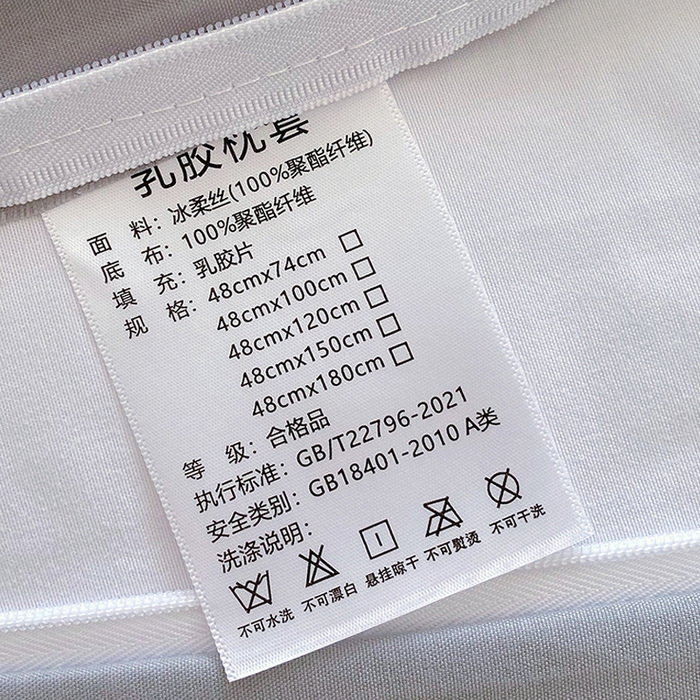 乳胶枕套
面 料：冰柔丝(100%聚酯纤维)
底 布：100%聚酯纤维
填 充：乳胶片
规 格：48cmx74cm □
48cmx100cm □
48cmx120cm □
48cmx150cm □
48cmx180cm □
等 级：合格品
执行标准：GB/T22796-2021
安全类别：GB18401-2010 A类
洗涤说明：
不可水洗 不可漂白 悬挂晾干 不可熨烫 不可干洗